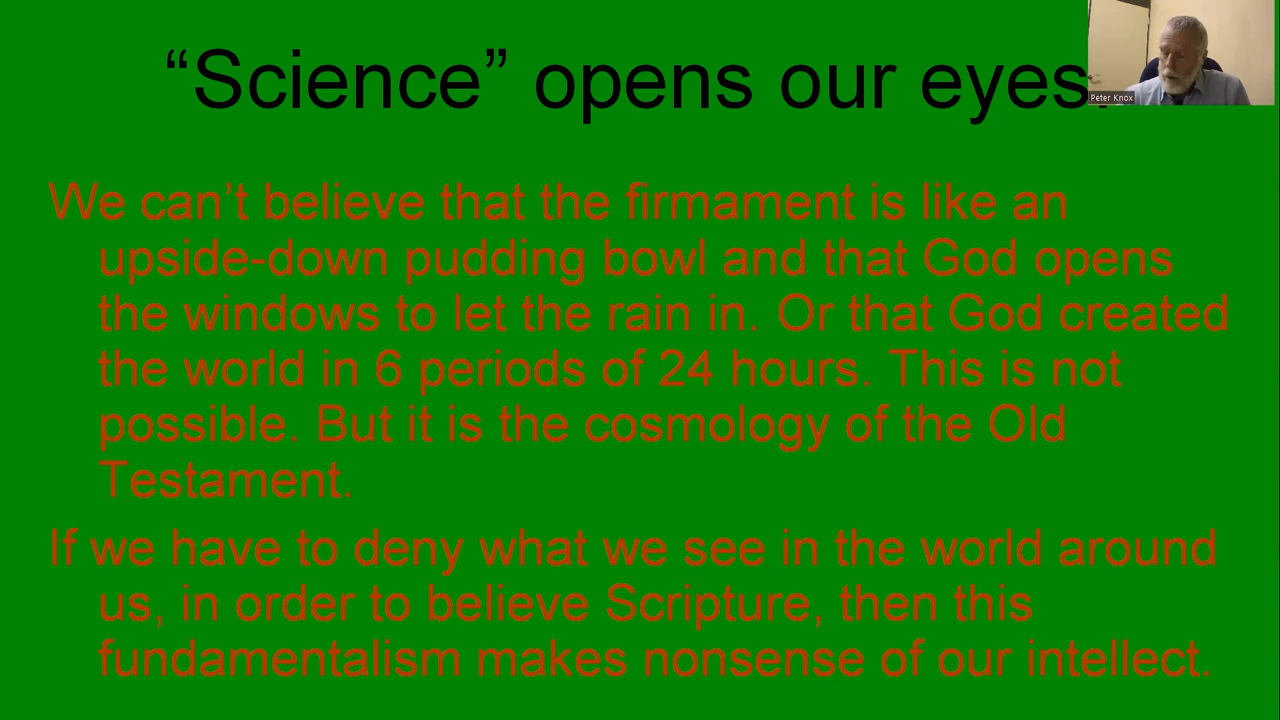 “Science” opens our eyes.
Peter Knox
We can’t believe that the firmament is like an
upside-down pudding bowl and that God opens
the windows to let the rain in. Or that God created
the world in 6 periods of 24 hours. This is not
possible. But it is the cosmology of the Old
Testament.
If we have to deny what we see in the world around
us, in order to believe Scripture, then this
fundamentalism makes nonsense of our intellect.